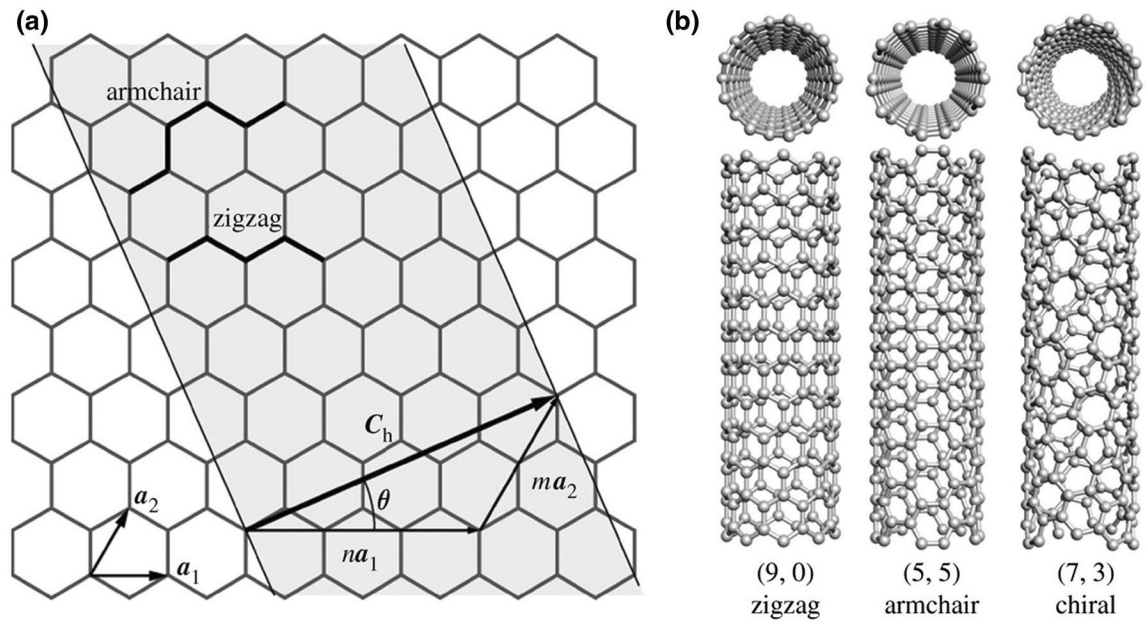 (a)
armchair
zigzag
C_h
θ
ma_2
na_1
a_2
a_1
(b)
(9, 0)
zigzag
(5, 5)
armchair
(7, 3)
chiral